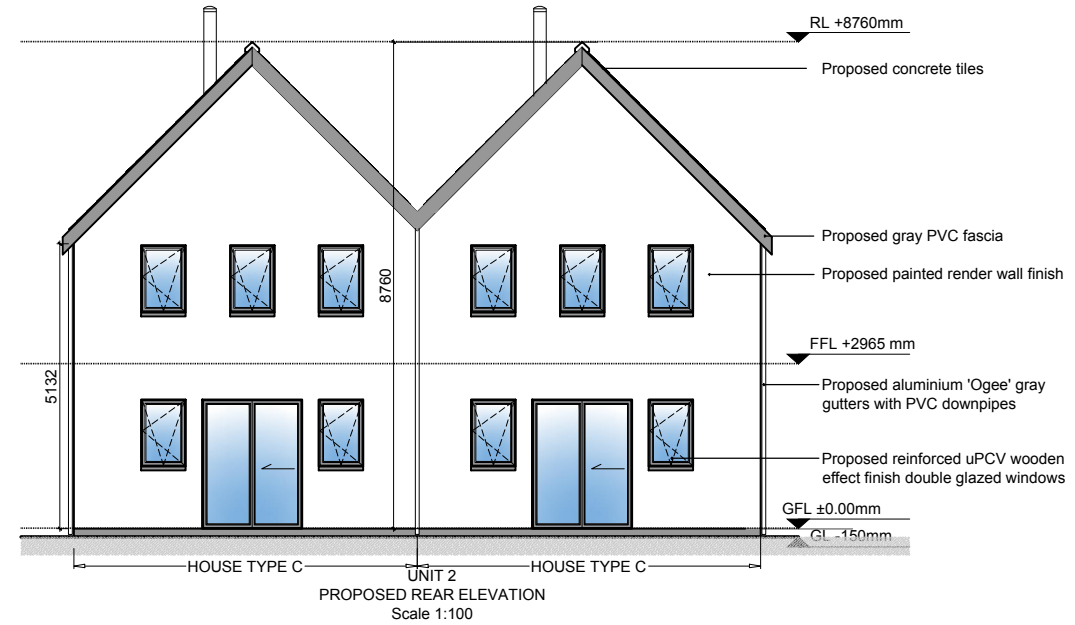 RL +8760mm
Proposed concrete tiles
Proposed gray PVC fascia
Proposed painted render wall finish
8760
FFL +2965 mm
5132
Proposed aluminium 'Ogee' gray
gutters with PVC downpipes
Proposed reinforced uPCV wooden
effect finish double glazed windows
GFL ±0.00mm
GL -150mm
HOUSE TYPE C
HOUSE TYPE C
UNIT 2
PROPOSED REAR ELEVATION
Scale 1:100